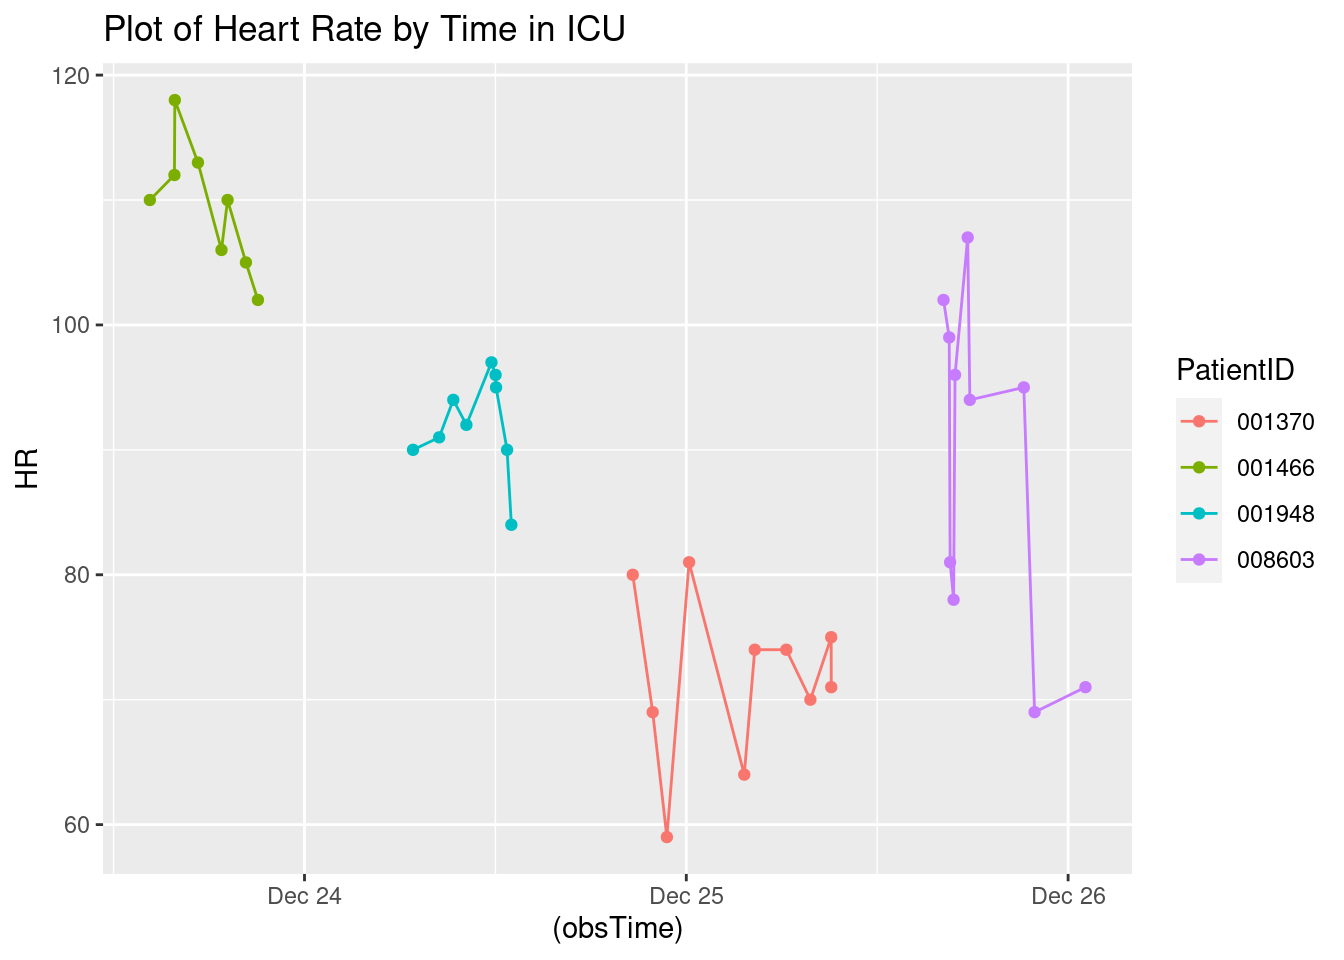 Plot of Heart Rate by Time in ICU
120
100
80
60
HR
Dec 24
Dec 25
Dec 26
(obsTime)
PatientID
001370
001466
001948
008603